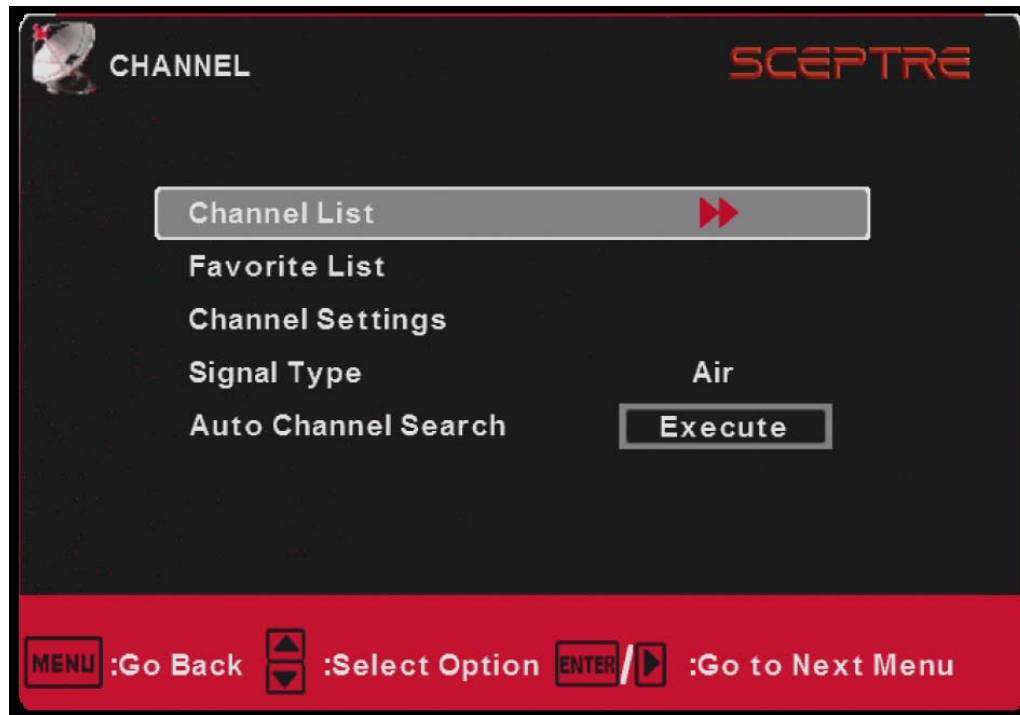 CHANNEL
SCEPTRE
Channel List
Favorite List
Channel Settings
Signal Type Air
Auto Channel Search Execute
MENU :Go Back :Select Option ENTER/ :Go to Next Menu